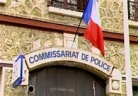 COMMISSARIAT DE POLICE